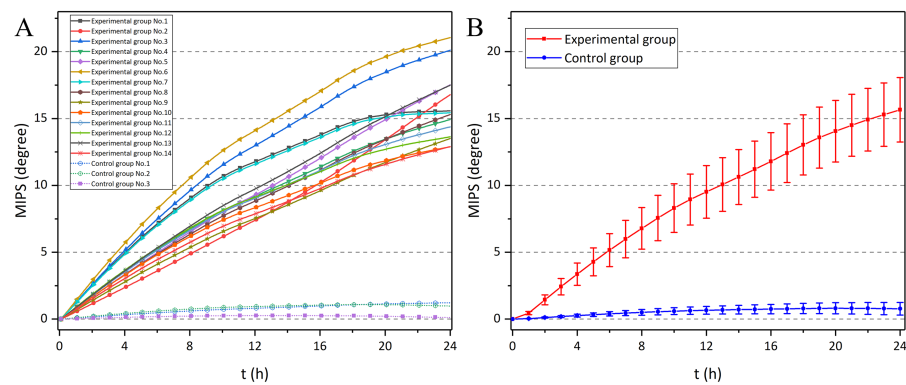 A
MIPS (degree)
20
15
10
5
0
Experimental group No.1
Experimental group No.2
Experimental group No.3
Experimental group No.4
Experimental group No.5
Experimental group No.6
Experimental group No.7
Experimental group No.8
Experimental group No.9
Experimental group No.10
Experimental group No.11
Experimental group No.12
Experimental group No.13
Experimental group No.14
Control group No.1
Control group No.2
Control group No.3
0 4 8 12 16 20 24
t (h)
B
MIPS (degree)
20
15
10
5
0
Experimental group
Control group
0 4 8 12 16 20 24
t (h)